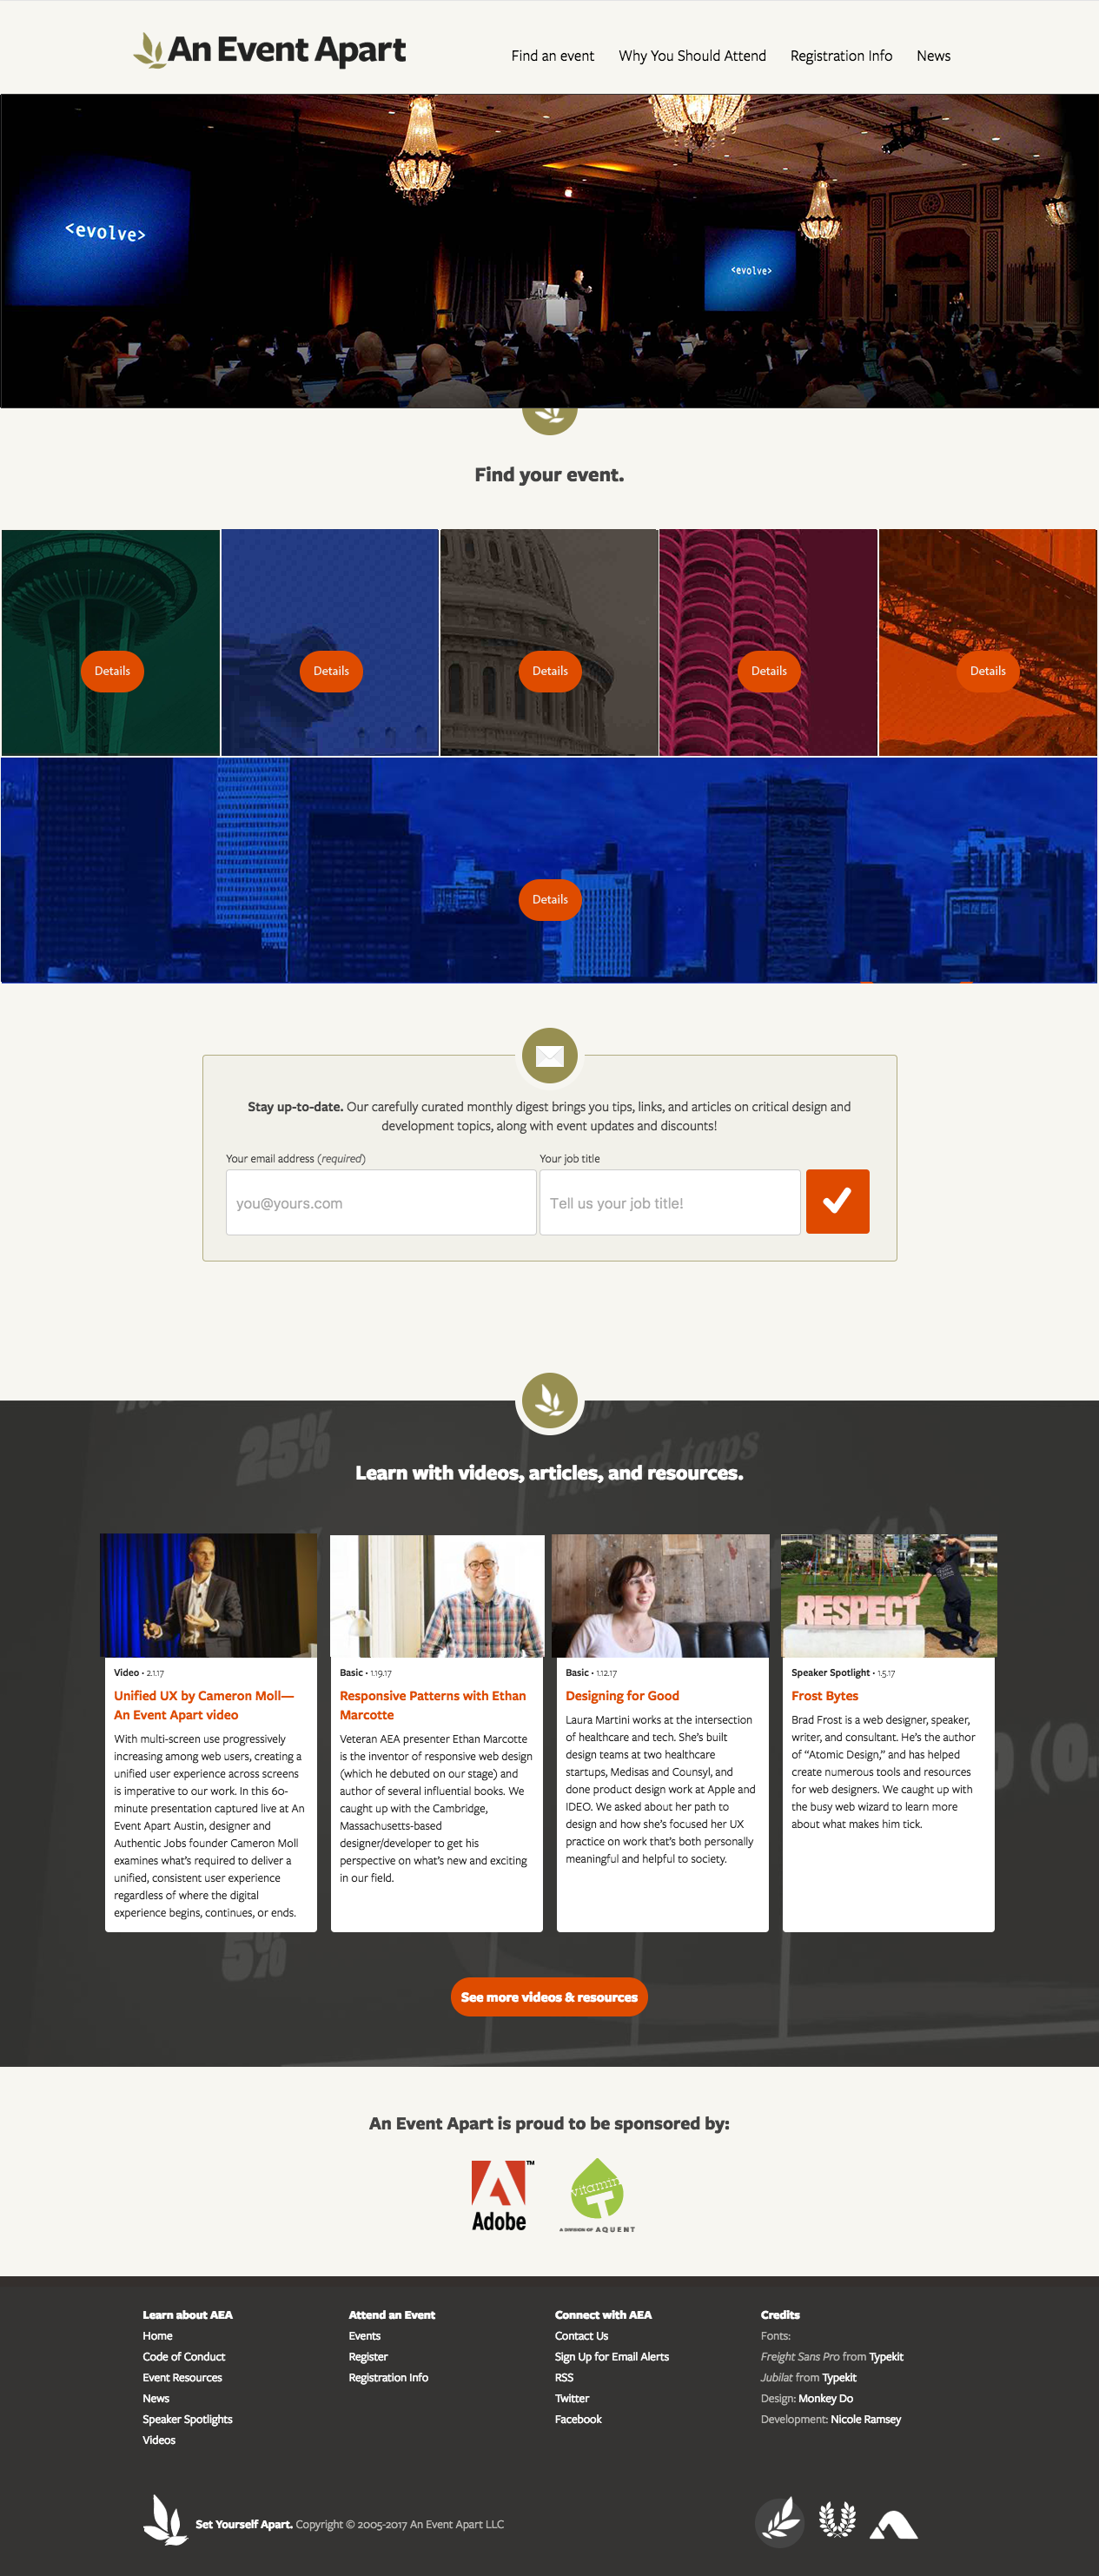 An Event Apart
Find an event
Why You Should Attend
Registration Info
News
<evolve>
<evolve>
Find your event.
Details
Details
Details
Details
Details
Details
Stay up-to-date. Our carefully curated monthly digest brings you tips, links, and articles on critical design and
development topics, along with event updates and discounts!
Your email address (required)
Your job title
you@yours.com
Tell us your job title!
25%
missed taps
Learn with videos, articles, and resources.
RESPECT
Video • 2.1.17
Unified UX by Cameron Moll—
An Event Apart video
With multi-screen use progressively
increasing among web users, creating a
unified user experience across screens
is imperative to our work. In this 60-
minute presentation captured live at An
Event Apart Austin, designer and
Authentic Jobs founder Cameron Moll
examines what's required to deliver a
unified, consistent user experience
regardless of where the digital
experience begins, continues, or ends.
Basic • 1.19.17
Responsive Patterns with Ethan
Marcotte
Veteran AEA presenter Ethan Marcotte
is the inventor of responsive web design
(which he debuted on our stage) and
author of several influential books. We
caught up with the Cambridge,
Massachusetts-based
designer/developer to get his
perspective on what's new and exciting
in our field.
Basic • 1.12.17
Designing for Good
Laura Martini works at the intersection
of healthcare and tech. She's built
design teams at two healthcare
startups, Medisas and Counsyl, and
done product design work at Apple and
IDEO. We asked about her path to
design and how she's focused her UX
practice on work that's both personally
meaningful and helpful to society.
Speaker Spotlight • 1.5.17
Frost Bytes
Brad Frost is a web designer, speaker,
writer, and consultant. He's the author
of “Atomic Design,” and has helped
create numerous tools and resources
for web designers. We caught up with
the busy web wizard to learn more
about what makes him tick.
5%
See more videos & resources
An Event Apart is proud to be sponsored by:
Adobe
TM
vitamin
T
A DIVISION OF AQUENT
Learn about AEA
Home
Code of Conduct
Event Resources
News
Speaker Spotlights
Videos
Attend an Event
Events
Register
Registration Info
Connect with AEA
Contact Us
Sign Up for Email Alerts
RSS
Twitter
Facebook
Credits
Fonts:
Freight Sans Pro from Typekit
Jubilat from Typekit
Design: Monkey Do
Development: Nicole Ramsey
Set Yourself Apart. Copyright © 2005-2017 An Event Apart LLC